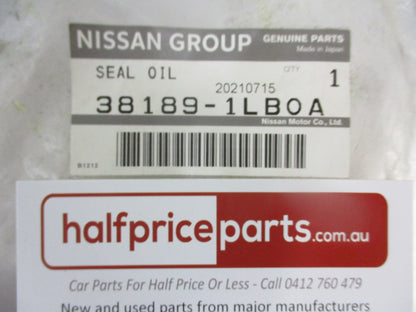 NISSAN GROUP GENUINE PARTS
Made in Japan
SEAL OIL QTY 1
20210715
38189-1LB0A
Nissan Motor Co., Ltd.
B1212
halfpriceparts.com.au
Car Parts For Half Price Or Less - Call 0412 760 479
New and used parts from major manufacturers